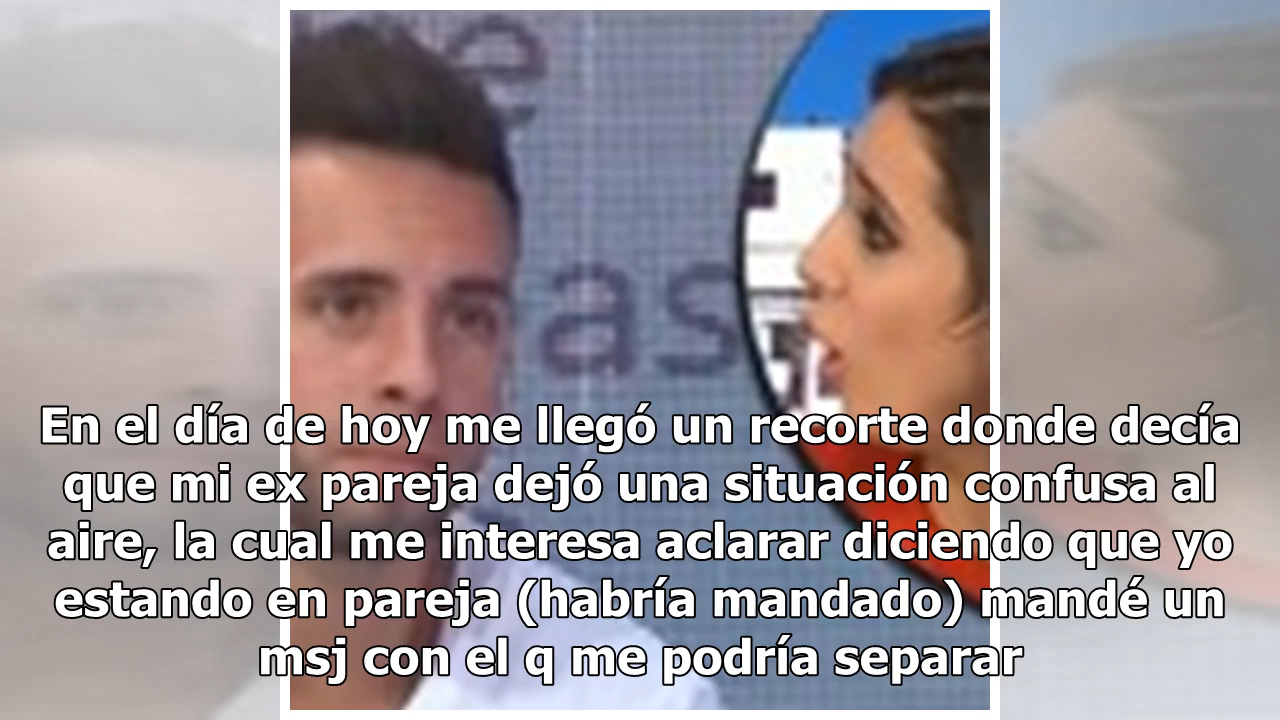 e
as
En el día de hoy me llegó un recorte donde decía
que mi ex pareja dejó una situación confusa al
aire, la cual me interesa aclarar diciendo que yo
estando en pareja (habría mandado) mandé un
msj con el q me podría separar